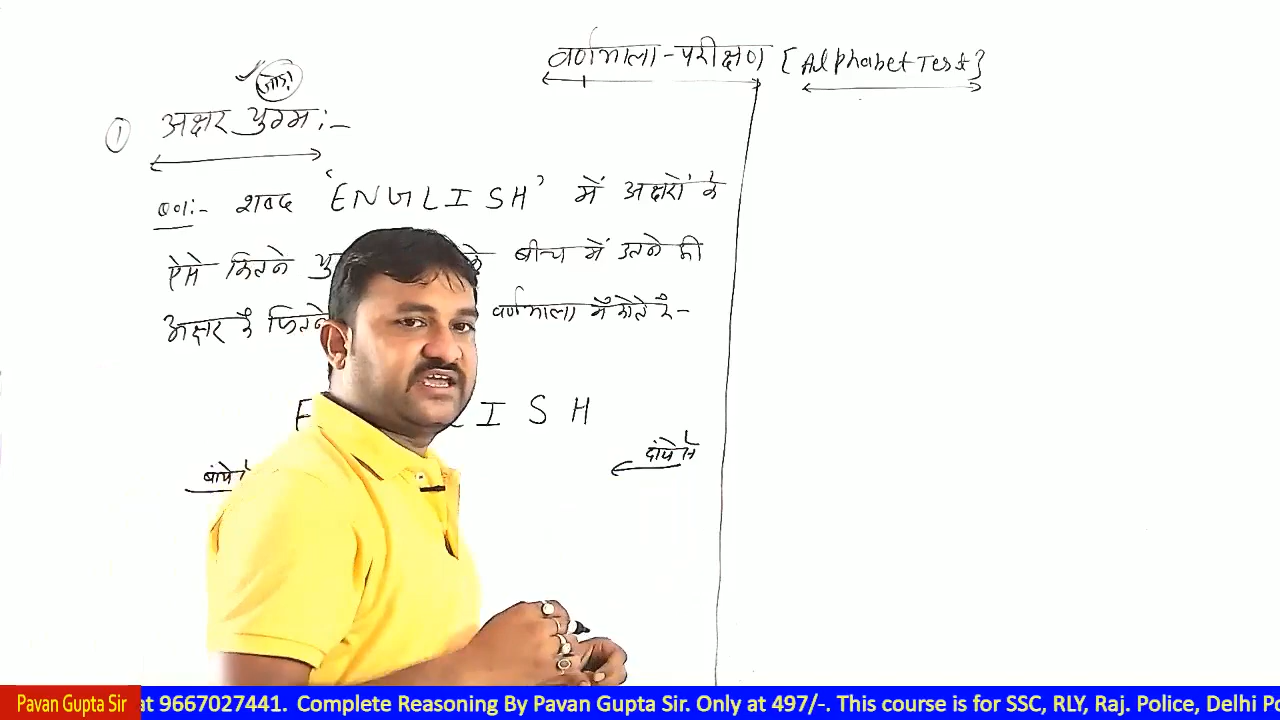 वर्णमाला-परीक्षण {Alphabet Test}
जोड़ा
① अक्षर युग्म :-
शब्द 'ENGLISH' में अक्षरों के
ऐसे कितने के बीच में उतने ही
अक्षर है जितने वर्णमाला में होते है-
L I S H
बांये से
दांये से
Pavan Gupta Sir
at 9667027441. Complete Reasoning By Pavan Gupta Sir. Only at 497/-. This course is for SSC, RLY, Raj. Police, Delhi Po